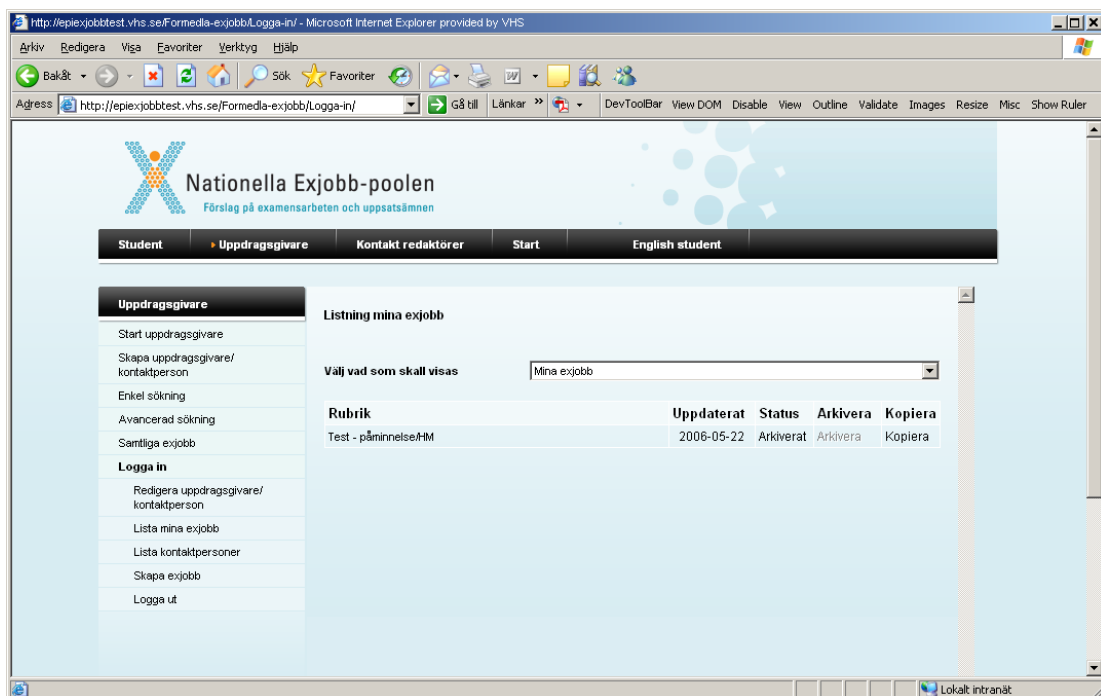 http://epiexjobbtest.vhs.se/Formedla-exjobb/Logga-in/ - Microsoft Internet Explorer provided by VHS
Arkiv Redigera Visa Favoriter Verktyg Hjälp
Bakåt Sök Favoriter
Adress http://epiexjobbtest.vhs.se/Formedla-exjobb/Logga-in/ Gå till Länkar » DevToolBar View DOM Disable View Outline Validate Images Resize Misc Show Ruler
Nationella Exjobb-poolen
Förslag på examensarbeten och uppsatsämnen
Student Uppdragsgivare Kontakt redaktörer Start English student
Uppdragsgivare
Start uppdragsgivare
Skapa uppdragsgivare/
kontaktperson
Enkel sökning
Avancerad sökning
Samtliga exjobb
Logga in
Redigera uppdragsgivare/
kontaktperson
Lista mina exjobb
Lista kontaktpersoner
Skapa exjobb
Logga ut
Listning mina exjobb
Välj vad som skall visas Mina exjobb
Rubrik Uppdaterat Status Arkivera Kopiera
Test - påminnelse/HM 2006-05-22 Arkiverat Arkivera Kopiera
Lokalt intranät